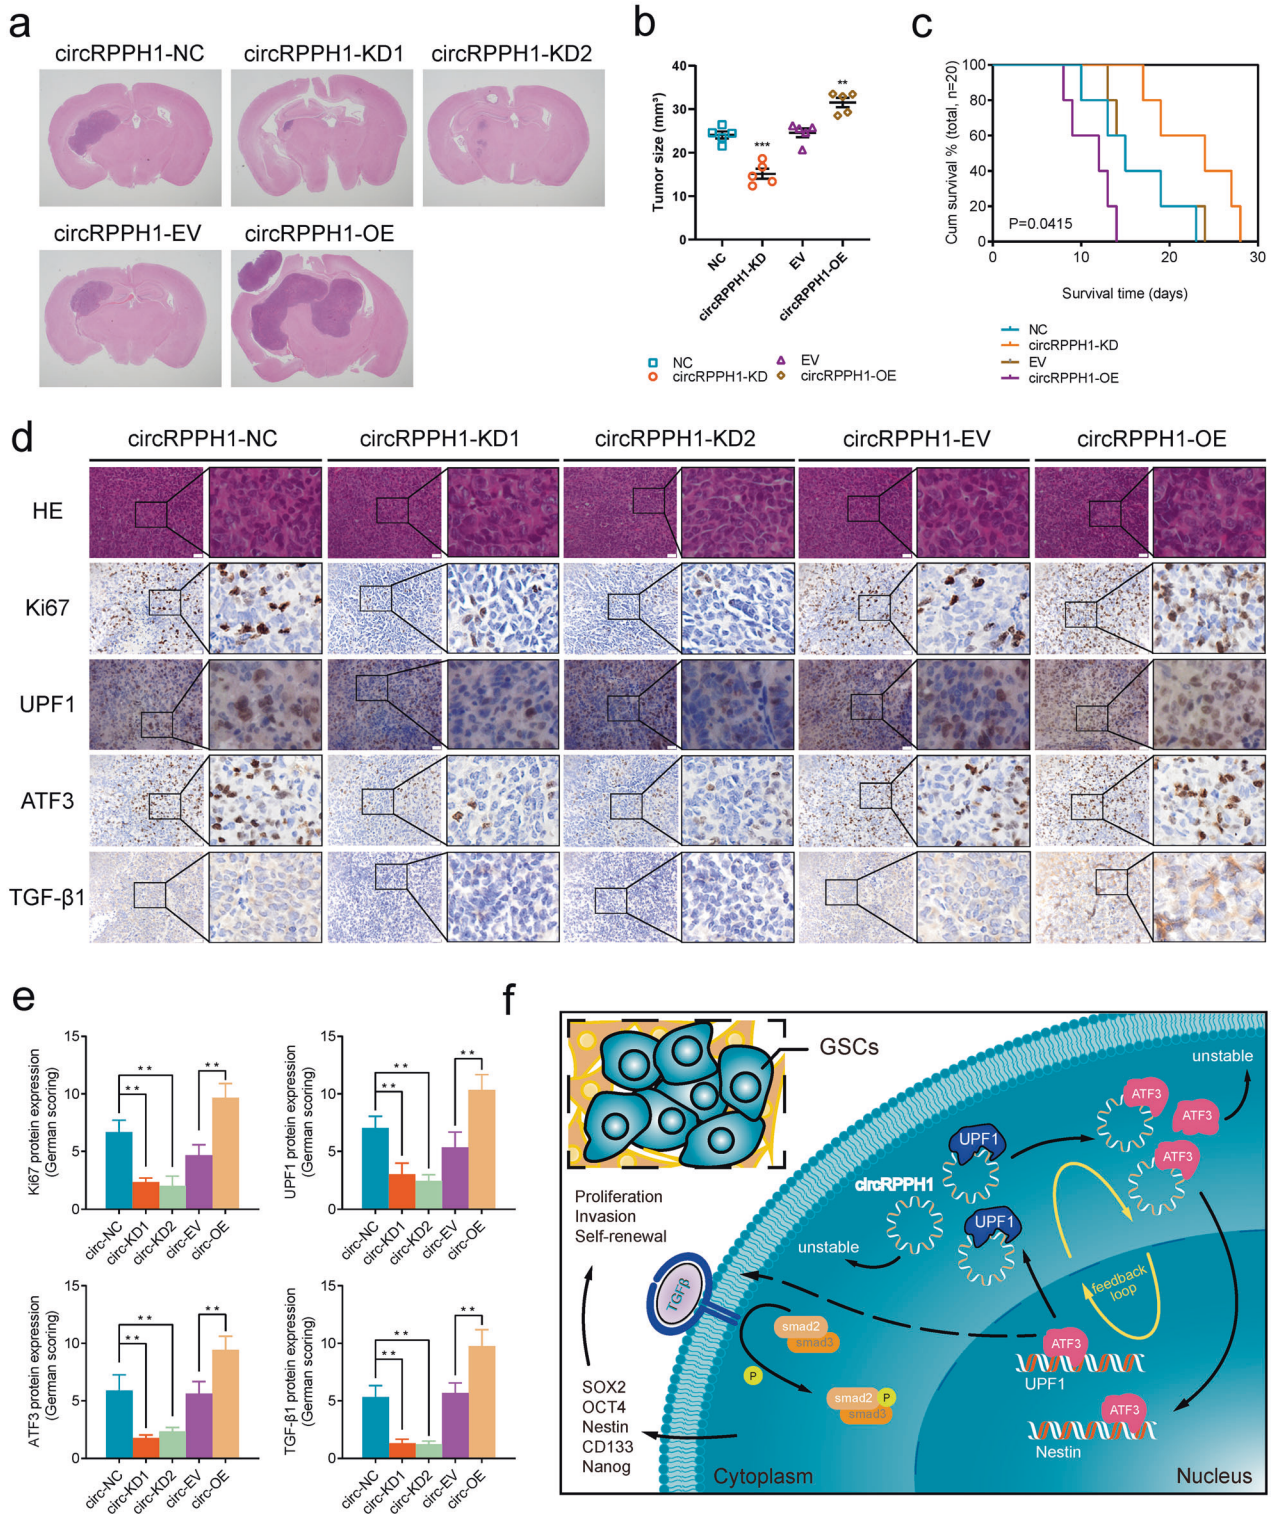 a
circRPPH1-NC
circRPPH1-KD1
circRPPH1-KD2
circRPPH1-EV
circRPPH1-OE
b
Tumor size (mm³)
40
30
20
10
0
NC
circRPPH1-KD
EV
circRPPH1-OE
***
**
NC
circRPPH1-KD
EV
circRPPH1-OE
c
Cum survival % (total, n=20)
100
80
60
40
20
0
P=0.0415
0
10
20
30
Survival time (days)
NC
circRPPH1-KD
EV
circRPPH1-OE
d
circRPPH1-NC
circRPPH1-KD1
circRPPH1-KD2
circRPPH1-EV
circRPPH1-OE
HE
Ki67
UPF1
ATF3
TGF-β1
e
Ki67 protein expression
(German scoring)
15
10
5
0
**
**
**
circ-NC
circ-KD1
circ-KD2
circ-EV
circ-OE
UPF1 protein expression
(German scoring)
15
10
5
0
**
**
**
circ-NC
circ-KD1
circ-KD2
circ-EV
circ-OE
ATF3 protein expression
(German scoring)
15
10
5
0
**
**
**
circ-NC
circ-KD1
circ-KD2
circ-EV
circ-OE
TGF-β1 protein expression
(German scoring)
15
10
5
0
**
**
**
circ-NC
circ-KD1
circ-KD2
circ-EV
circ-OE
f
GSCs
unstable
ATF3
ATF3
ATF3
UPF1
UPF1
circRPPH1
unstable
Proliferation
Invasion
Self-renewal
TGFβ
feedback
loop
smad2
smad3
P
smad2
P
smad3
ATF3
UPF1
ATF3
Nestin
SOX2
OCT4
Nestin
CD133
Nanog
Cytoplasm
Nucleus